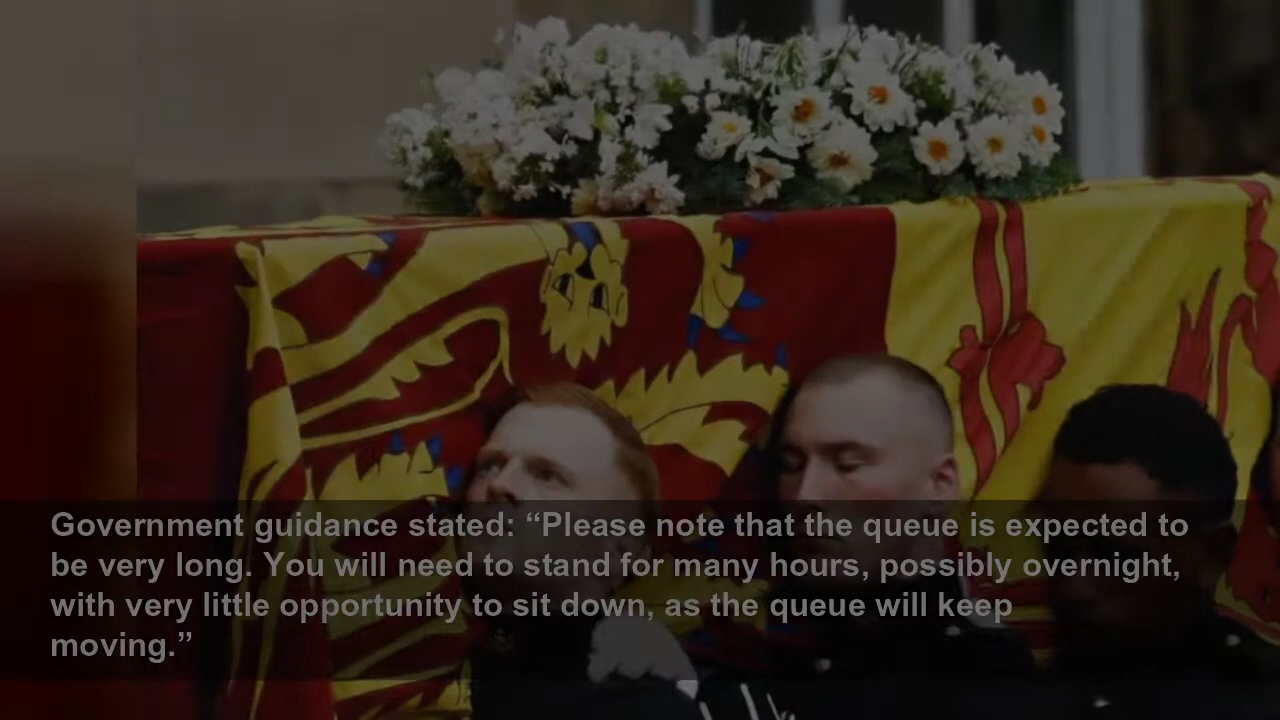 Government guidance stated: “Please note that the queue is expected to
be very long. You will need to stand for many hours, possibly overnight,
with very little opportunity to sit down, as the queue will keep
moving.”